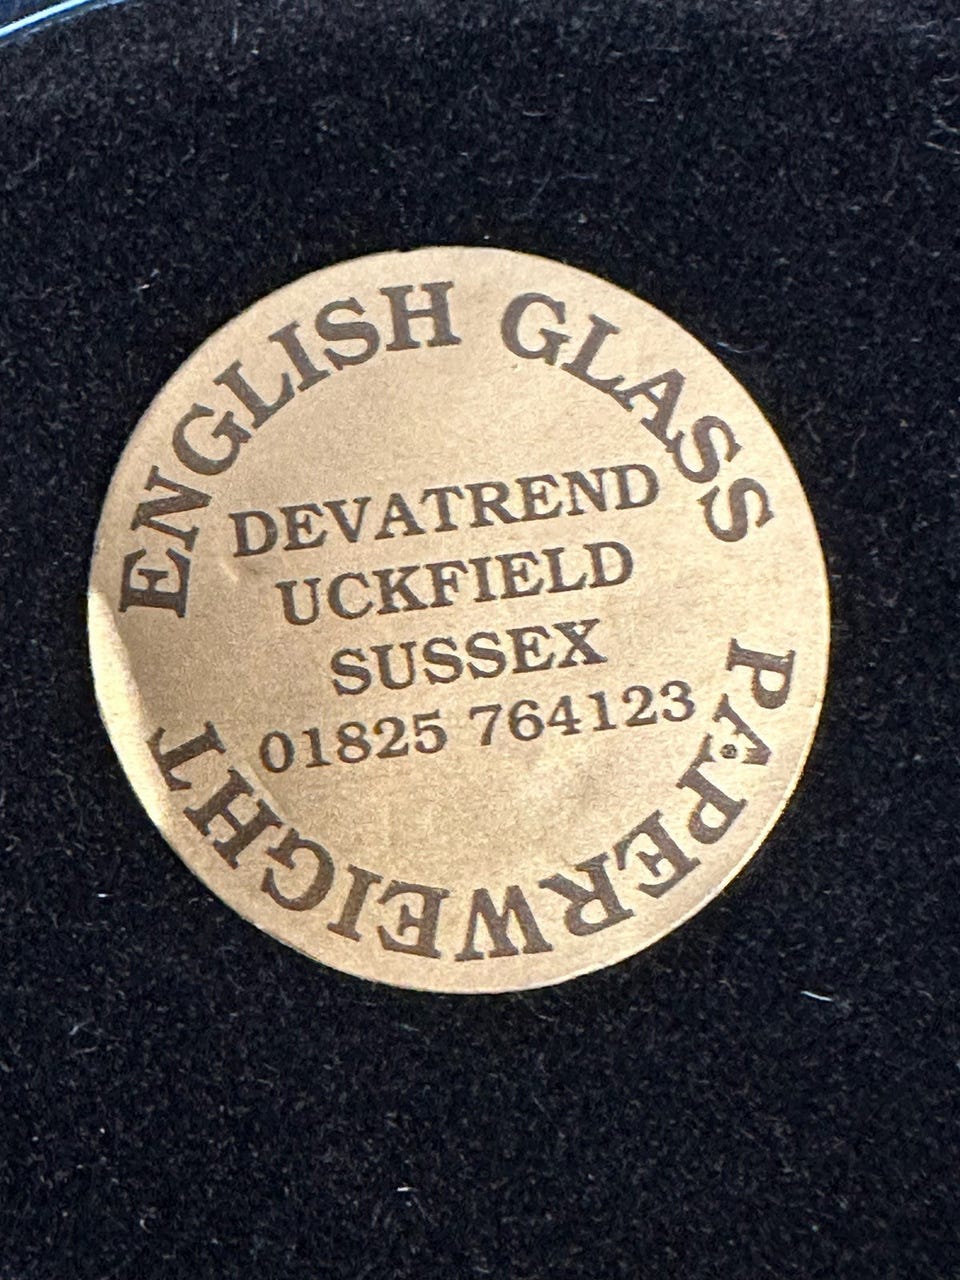 ENGLISH GLASS PAPERWEIGHT
DEVATREND
UCKFIELD
SUSSEX
01825 764123